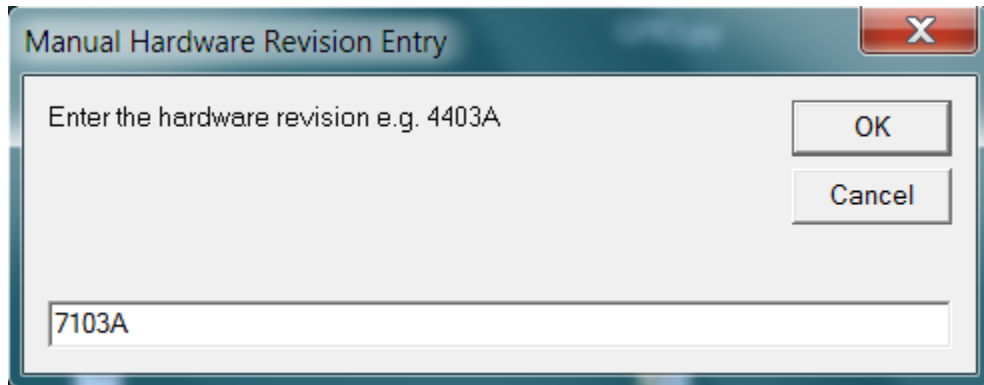 Manual Hardware Revision Entry
Enter the hardware revision e.g. 4403A
OK
Cancel
7103A